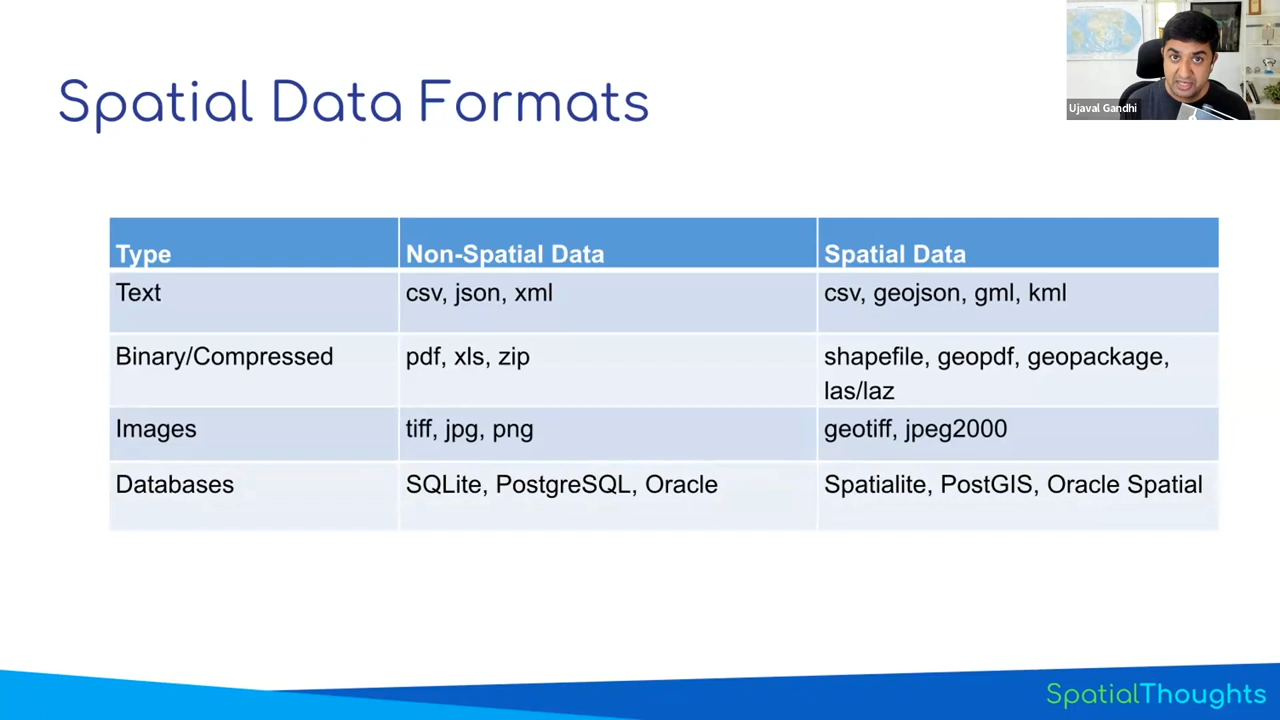 Ujaval Gandhi
Spatial Data Formats
Type Non-Spatial Data Spatial Data
Text csv, json, xml csv, geojson, gml, kml
Binary/Compressed pdf, xls, zip shapefile, geopdf, geopackage,
las/laz
Images tiff, jpg, png geotiff, jpeg2000
Databases SQLite, PostgreSQL, Oracle Spatialite, PostGIS, Oracle Spatial
SpatialThoughts